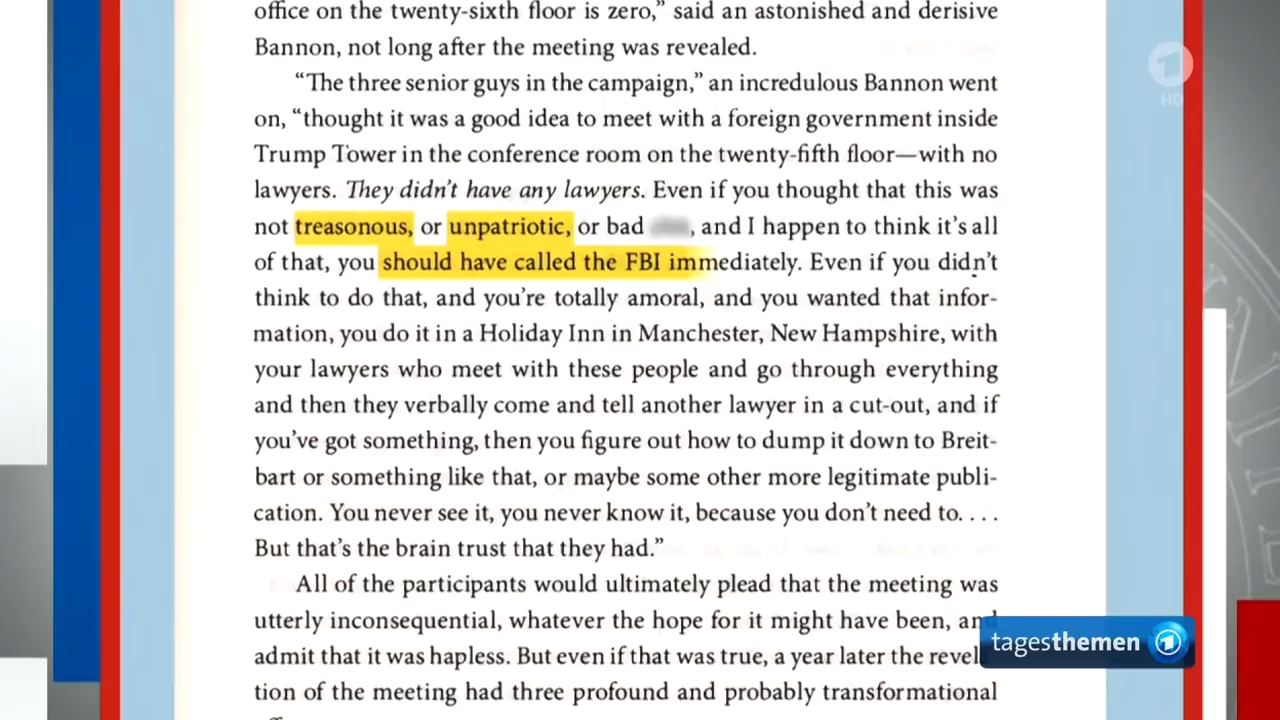 office on the twenty-sixth floor is zero,” said an astonished and derisive
Bannon, not long after the meeting was revealed.
“The three senior guys in the campaign,” an incredulous Bannon went
on, “thought it was a good idea to meet with a foreign government inside
Trump Tower in the conference room on the twenty-fifth floor—with no
lawyers. They didn’t have any lawyers. Even if you thought that this was
not treasonous, or unpatriotic, or bad , and I happen to think it’s all
of that, you should have called the FBI immediately. Even if you didn’t
think to do that, and you’re totally amoral, and you wanted that infor-
mation, you do it in a Holiday Inn in Manchester, New Hampshire, with
your lawyers who meet with these people and go through everything
and then they verbally come and tell another lawyer in a cut-out, and if
you’ve got something, then you figure out how to dump it down to Breit-
bart or something like that, or maybe some other more legitimate publi-
cation. You never see it, you never know it, because you don’t need to. . . .
But that’s the brain trust that they had.”
All of the participants would ultimately plead that the meeting was
utterly inconsequential, whatever the hope for it might have been, and
admit that it was hapless. But even if that was true, a year later the revel
tion of the meeting had three profound and probably transformational
HD
tagesthemen
1